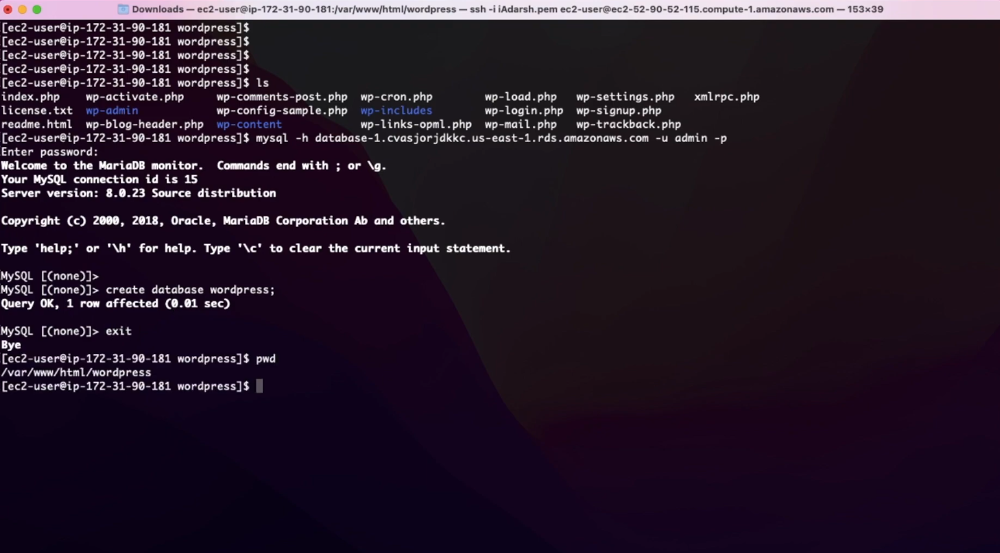 Downloads — ec2-user@ip-172-31-90-181:/var/www/html/wordpress — ssh -i iAdarsh.pem ec2-user@ec2-52-90-52-115.compute-1.amazonaws.com — 153×39
[ec2-user@ip-172-31-90-181 wordpress]$
[ec2-user@ip-172-31-90-181 wordpress]$
[ec2-user@ip-172-31-90-181 wordpress]$
[ec2-user@ip-172-31-90-181 wordpress]$
[ec2-user@ip-172-31-90-181 wordpress]$ ls
index.php wp-activate.php wp-comments-post.php wp-cron.php wp-load.php wp-settings.php xmlrpc.php
license.txt wp-admin wp-config-sample.php wp-includes wp-login.php wp-signup.php
readme.html wp-blog-header.php wp-content wp-links-opml.php wp-mail.php wp-trackback.php
[ec2-user@ip-172-31-90-181 wordpress]$ mysql -h database-1.cvasjorjdkkc.us-east-1.rds.amazonaws.com -u admin -p
Enter password:
Welcome to the MariaDB monitor.  Commands end with ; or \g.
Your MySQL connection id is 15
Server version: 8.0.23 Source distribution
Copyright (c) 2000, 2018, Oracle, MariaDB Corporation Ab and others.
Type 'help;' or '\h' for help. Type '\c' to clear the current input statement.
MySQL [(none)]>
MySQL [(none)]> create database wordpress;
Query OK, 1 row affected (0.01 sec)
MySQL [(none)]> exit
Bye
[ec2-user@ip-172-31-90-181 wordpress]$ pwd
/var/www/html/wordpress
[ec2-user@ip-172-31-90-181 wordpress]$